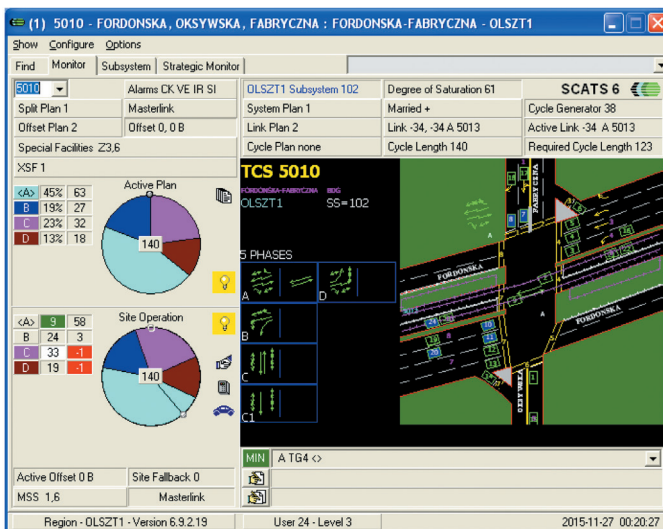 (1) 5010 - FORDONSKA, OKSYWSKA, FABRYCZNA : FORDONSKA-FABRYCZNA - OLSZT1
Show Configure Options
Find Monitor Subsystem Strategic Monitor
5010 Alarms CK VE IR SI
Split Plan 1 Masterlink
Offset Plan 2 Offset 0, 0 B
Special Facilities Z3,6
XSF 1
OLSZT1 Subsystem 102 Degree of Saturation 61 SCATS 6
System Plan 1 Married + Cycle Generator 38
Link Plan 2 Link -34, -34 A 5013 Active Link -34 A 5013
Cycle Plan none Cycle Length 140 Required Cycle Length 123
Active Plan
<A> 45% 63
B 19% 27
C 23% 32
D 13% 18
140
Site Operation
<A> 9 58
B 24 3
C 33 -1
D 19 -1
140
Active Offset 0 B Site Fallback 0
MSS 1,6 Masterlink
TCS 5010
FORDOŃSKA-FABRYCZNA BDG
OLSZT1 SS=102
5 PHASES
A D
B
C
C1
FABRYCZNA
FORDOŃSKA
FORDOŃSKA
OKSYWSKA
MIN A TG4 <>
Region - OLSZT1 - Version 6.9.2.19 User 24 - Level 3 2015-11-27 00:20:27